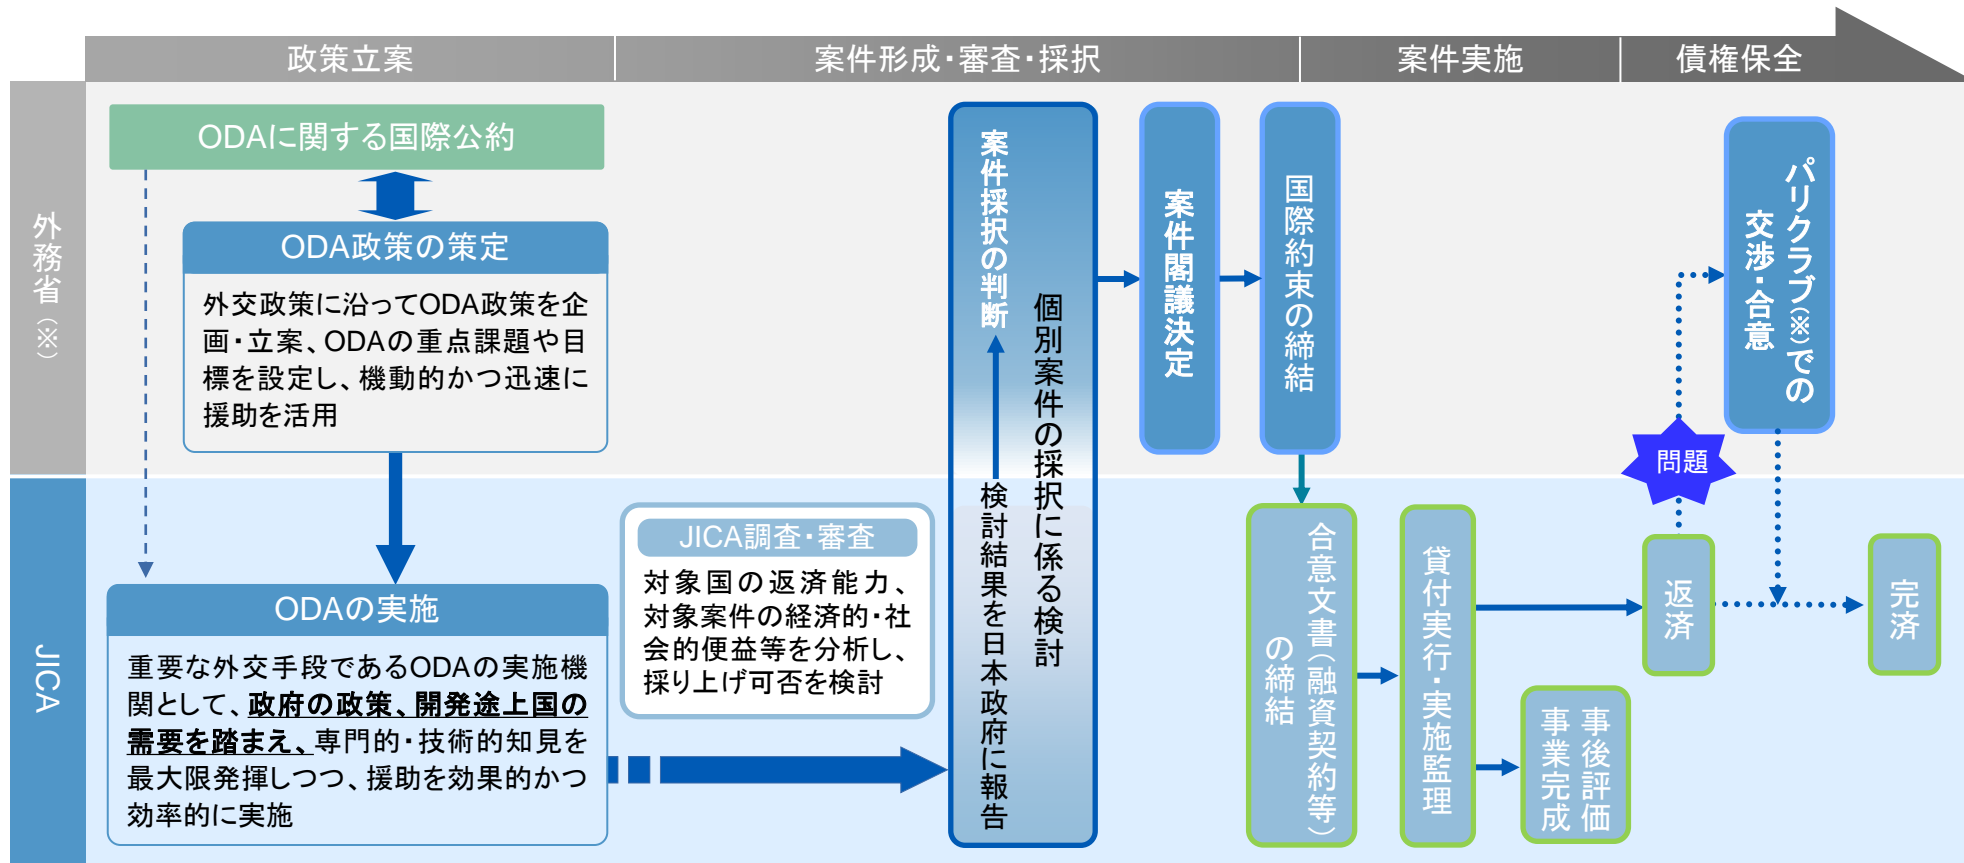 政策立案
案件形成・審査・採択
案件実施
債権保全
外務省（※）
ODAに関する国際公約
ODA政策の策定
外交政策に沿ってODA政策を企
画・立案、ODAの重点課題や目
標を設定し、機動的かつ迅速に
援助を活用
案件採択の判断
個別案件の採択に係る検討
検討結果を日本政府に報告
案件閣議決定
国際約束の締結
パリクラブ（※）での
交渉・合意
問題
JICA
ODAの実施
重要な外交手段であるODAの実施機
関として、政府の政策、開発途上国の
需要を踏まえ、専門的・技術的知見を
最大限発揮しつつ、援助を効果的かつ
効率的に実施
JICA調査・審査
対象国の返済能力、
対象案件の経済的・社
会的便益等を分析し、
採り上げ可否を検討
合意文書（融資契約等）
の締結
貸付実行・実施監理
事後評価
事業完成
返済
完済